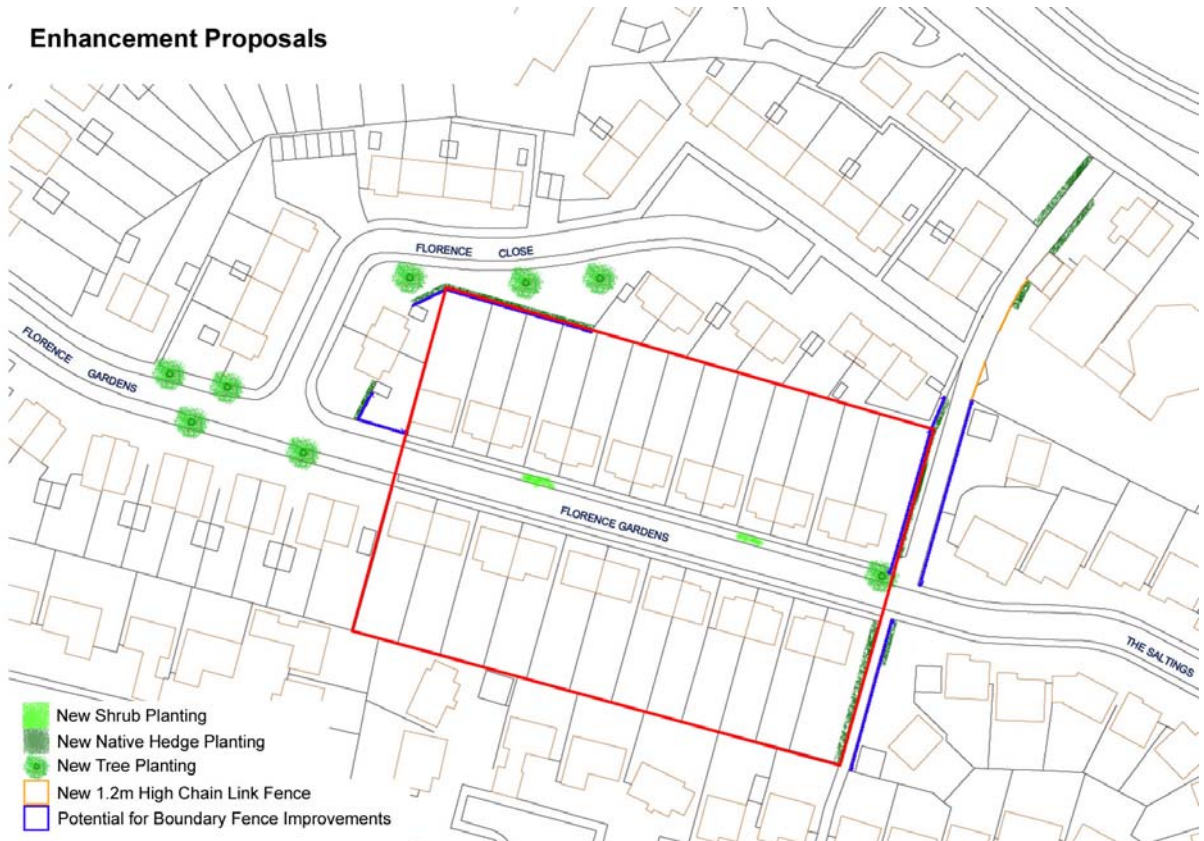 Enhancement Proposals
FLORENCE CLOSE
FLORENCE
GARDENS
FLORENCE GARDENS
THE SALTINGS
New Shrub Planting
New Native Hedge Planting
New Tree Planting
New 1.2m High Chain Link Fence
Potential for Boundary Fence Improvements